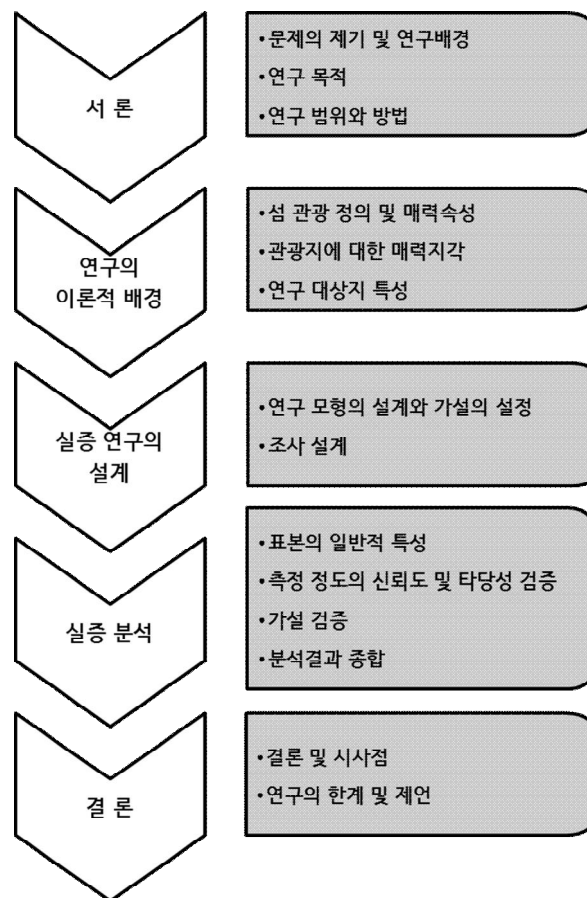 서 론
•문제의 제기 및 연구배경
•연구 목적
•연구 범위와 방법
연구의
이론적 배경
•섬 관광 정의 및 매력속성
•관광지에 대한 매력지각
•연구 대상지 특성
실증 연구의
설계
•연구 모형의 설계와 가설의 설정
•조사 설계
실증 분석
•표본의 일반적 특성
•측정 정도의 신뢰도 및 타당성 검증
•가설 검증
•분석결과 종합
결 론
•결론 및 시사점
•연구의 한계 및 제언